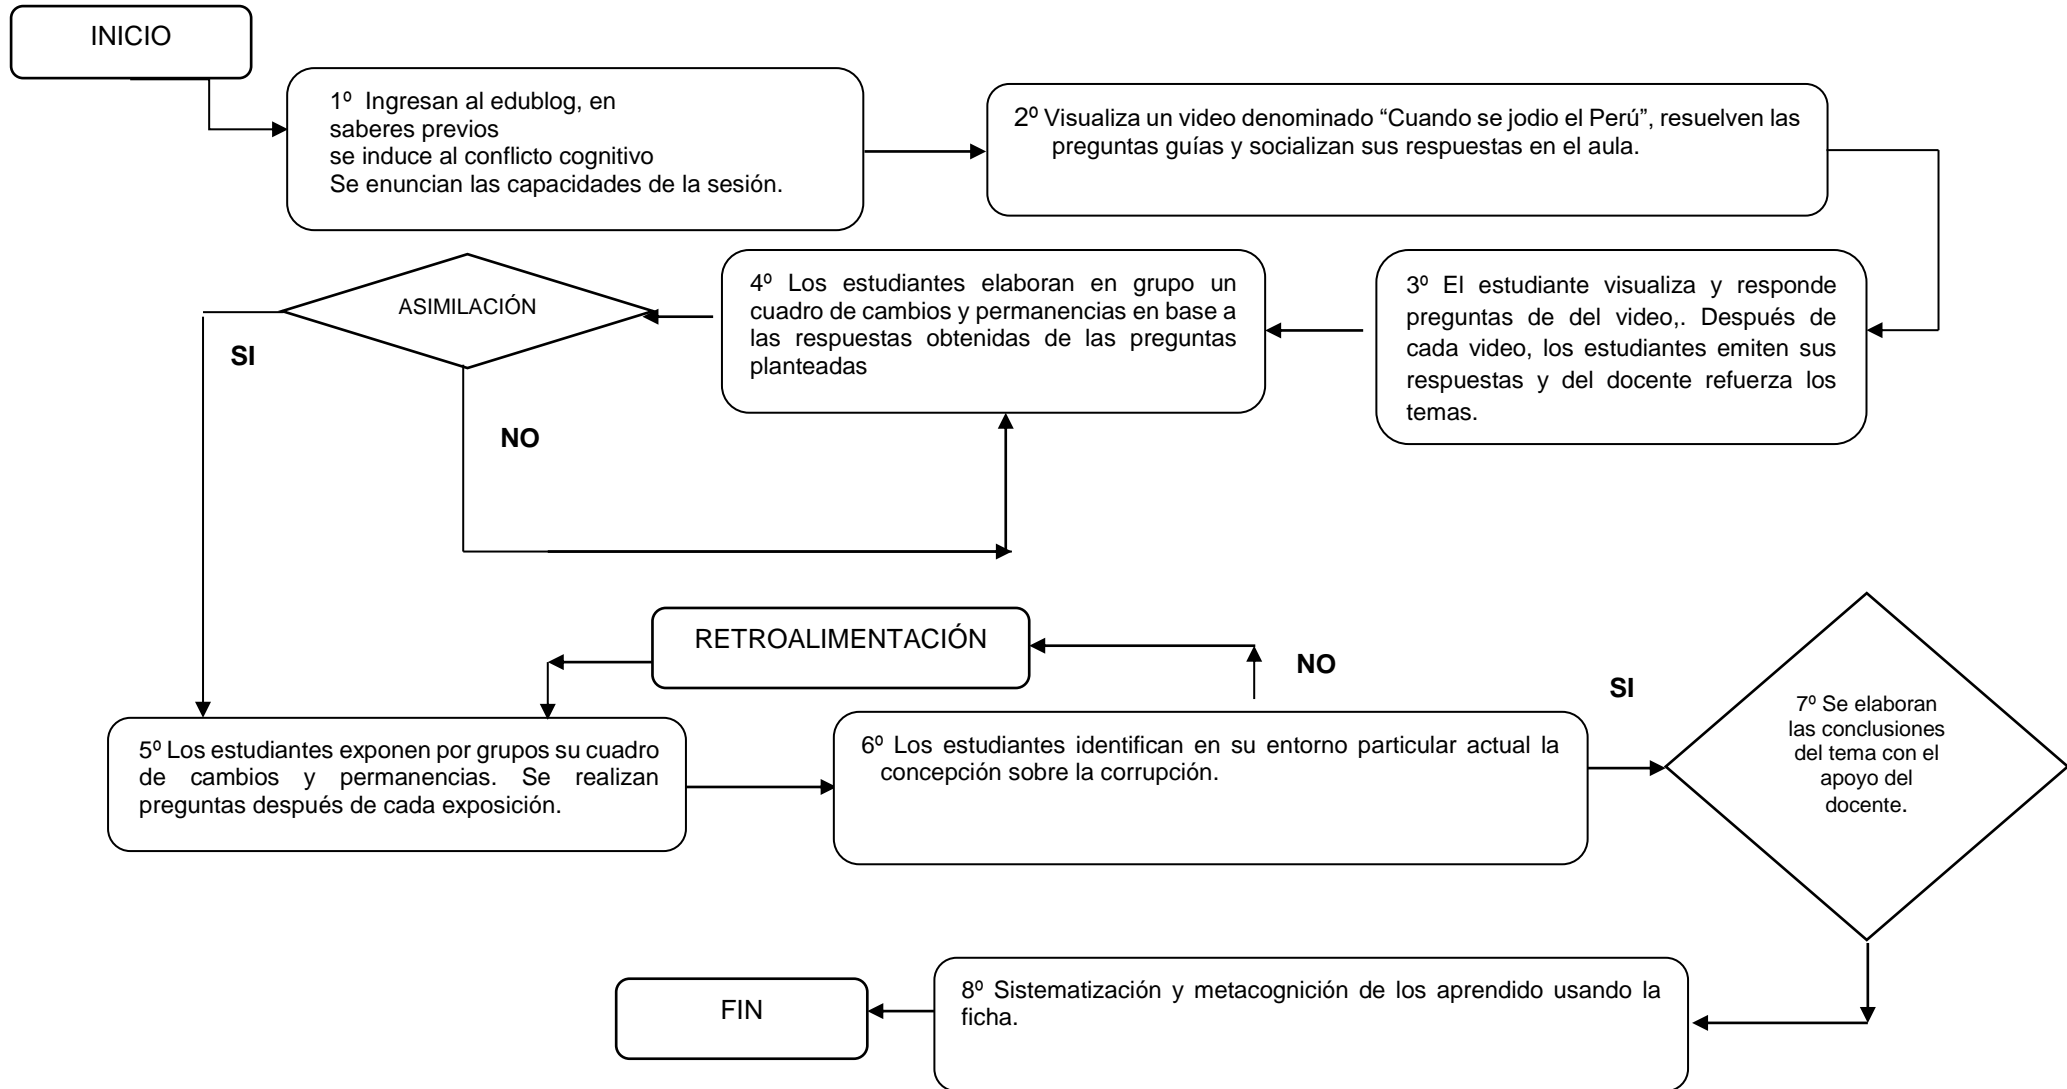 INICIO
1º Ingresan al edublog, en
saberes previos
se induce al conflicto cognitivo
Se enuncian las capacidades de la sesión.
2º Visualiza un video denominado “Cuando se jodio el Perú”, resuelven las
preguntas guías y socializan sus respuestas en el aula.
3º El estudiante visualiza y responde
preguntas de del video,. Después de
cada video, los estudiantes emiten sus
respuestas y del docente refuerza los
temas.
4º Los estudiantes elaboran en grupo un
cuadro de cambios y permanencias en base a
las respuestas obtenidas de las preguntas
planteadas
ASIMILACIÓN
SI
NO
RETROALIMENTACIÓN
NO
SI
5º Los estudiantes exponen por grupos su cuadro
de cambios y permanencias. Se realizan
preguntas después de cada exposición.
6º Los estudiantes identifican en su entorno particular actual la
concepción sobre la corrupción.
7º Se elaboran
las conclusiones
del tema con el
apoyo del
docente.
8º Sistematización y metacognición de los aprendido usando la
ficha.
FIN